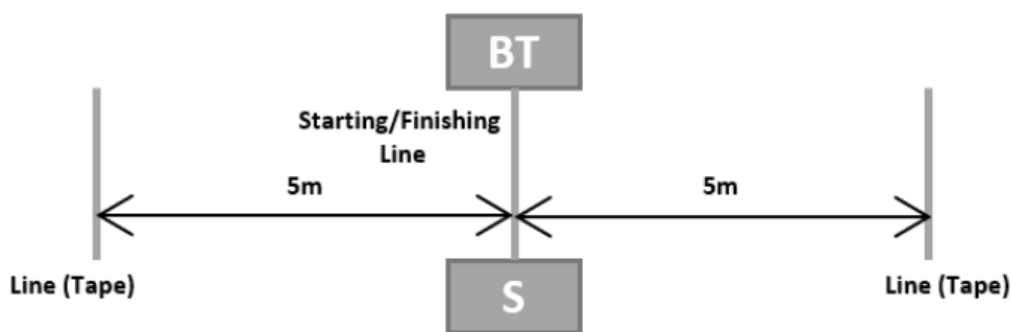 BT
Starting/Finishing
Line
5m
5m
Line (Tape)
Line (Tape)
S